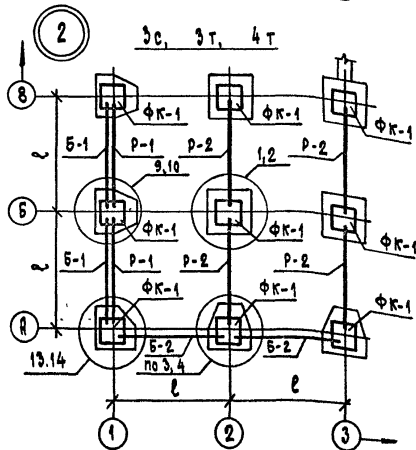 2
3с, 3т, 4т
В
ФК-1 ФК-1 ФК-1
Б-1 Р-1 Р-2 Р-2
9,10 1,2
ℓ
Б
ФК-1 ФК-1 ФК-1
Б-1 Р-1 Р-2 Р-2
ℓ
ФК-1 ФК-1 ФК-1
А
Б-2 Б-2
13.14 по 3,4
ℓ ℓ
1 2 3